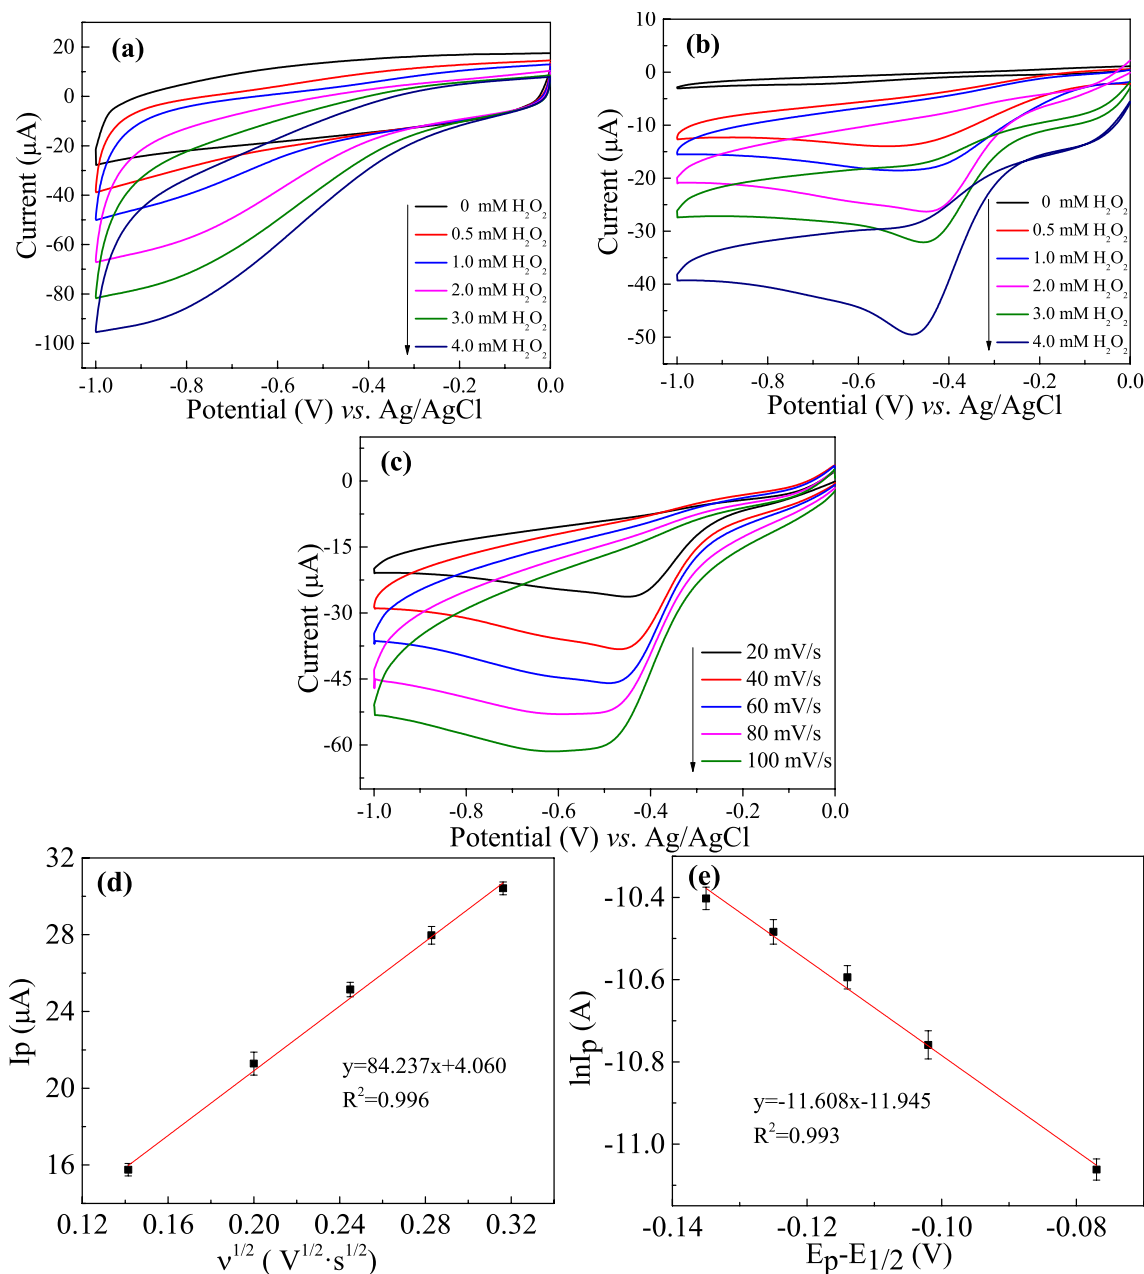 (a)
20
0
-20
-40
-60
-80
-100
Current (μA)
0 mM H₂O₂
0.5 mM H₂O₂
1.0 mM H₂O₂
2.0 mM H₂O₂
3.0 mM H₂O₂
4.0 mM H₂O₂
-1.0 -0.8 -0.6 -0.4 -0.2 0.0
Potential (V) vs. Ag/AgCl
(b)
10
0
-10
-20
-30
-40
-50
Current (μA)
0 mM H₂O₂
0.5 mM H₂O₂
1.0 mM H₂O₂
2.0 mM H₂O₂
3.0 mM H₂O₂
4.0 mM H₂O₂
-1.0 -0.8 -0.6 -0.4 -0.2 0.0
Potential (V) vs. Ag/AgCl
(c)
0
-15
-30
-45
-60
Current (μA)
20 mV/s
40 mV/s
60 mV/s
80 mV/s
100 mV/s
-1.0 -0.8 -0.6 -0.4 -0.2 0.0
Potential (V) vs. Ag/AgCl
(d)
32
28
24
20
16
Ip (μA)
y=84.237x+4.060
R²=0.996
0.12 0.16 0.20 0.24 0.28 0.32
ν^1/2 ( V^1/2·s^1/2)
(e)
-10.4
-10.6
-10.8
-11.0
lnIp (A)
y=-11.608x-11.945
R²=0.993
-0.14 -0.12 -0.10 -0.07
Ep-E1/2 (V)